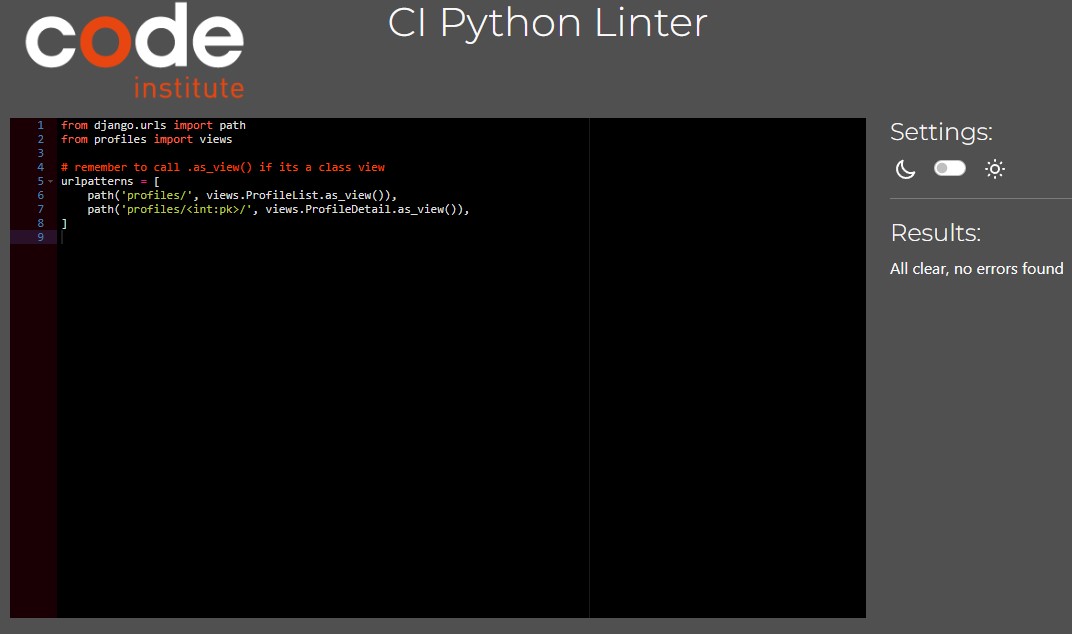 code
institute
CI Python Linter
1 from django.urls import path
2 from profiles import views
3
4 # remember to call .as_view() if its a class view
5 urlpatterns = [
6     path('profiles/', views.ProfileList.as_view()),
7     path('profiles/<int:pk>/', views.ProfileDetail.as_view()),
8 ]
9
Settings:
Results:
All clear, no errors found